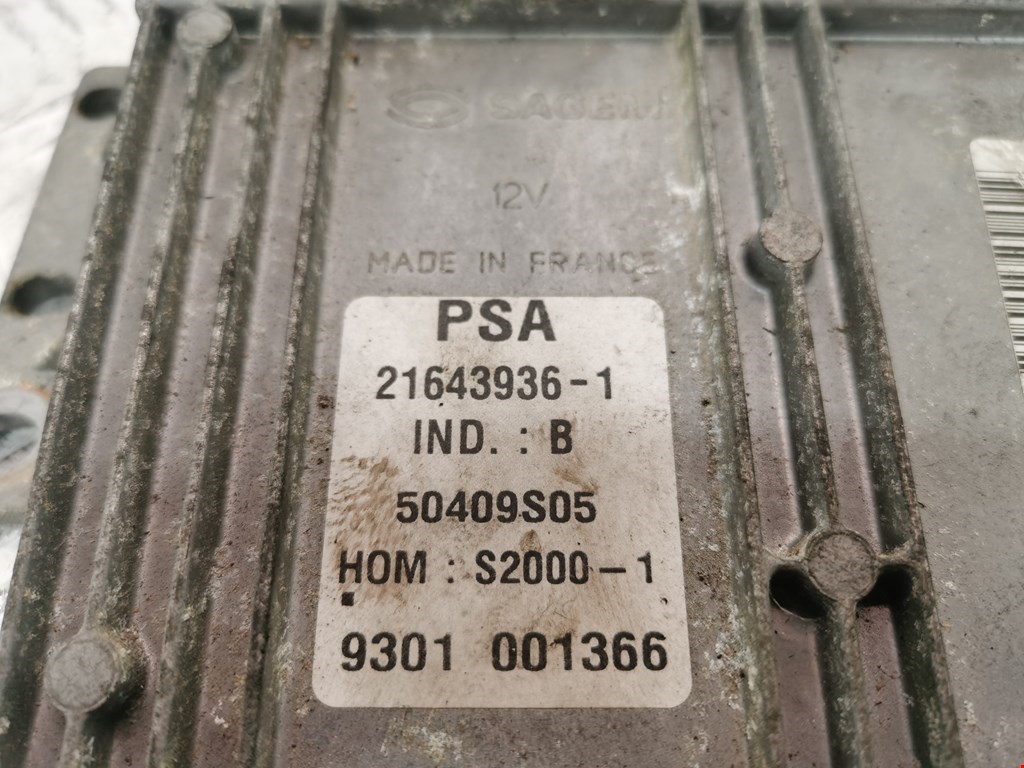 SAGEM
12V
MADE IN FRANCE
PSA
21643936-1
IND. : B
50409S05
HOM : S2000-1
9301 001366